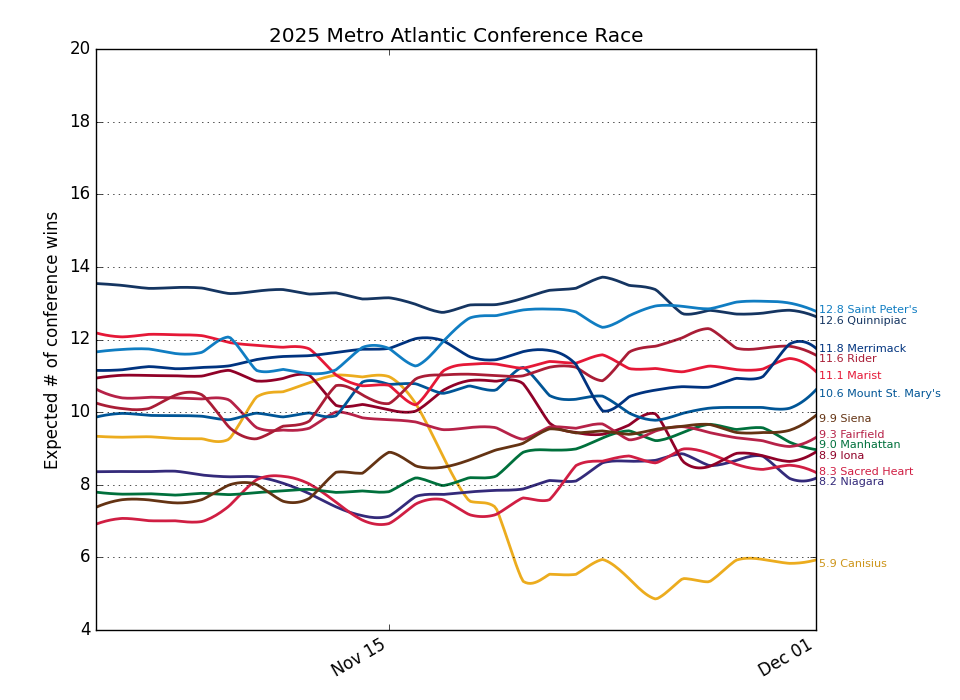 2025 Metro Atlantic Conference Race
Expected # of conference wins
20
18
16
14
12
10
8
6
4
Nov 15
Dec 01
12.8 Saint Peter's
12.6 Quinnipiac
11.8 Merrimack
11.6 Rider
11.1 Marist
10.6 Mount St. Mary's
9.9 Siena
9.3 Fairfield
9.0 Manhattan
8.9 Iona
8.3 Sacred Heart
8.2 Niagara
5.9 Canisius